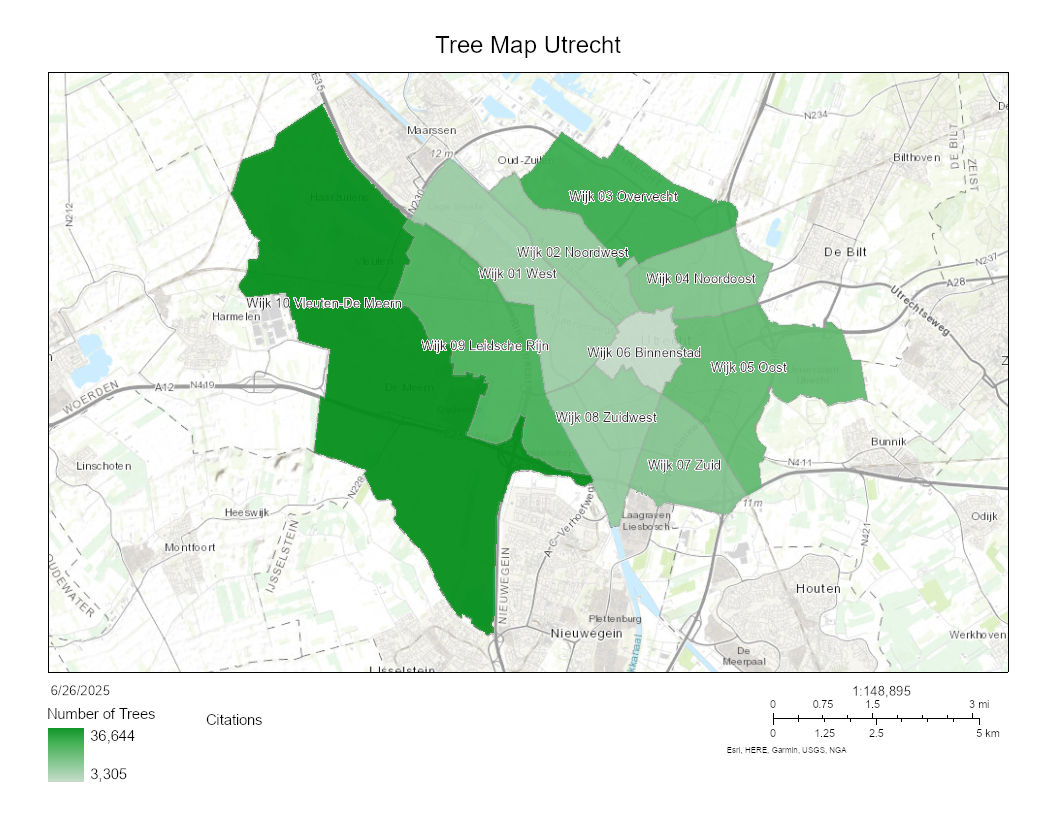 Tree Map Utrecht
E35
Maarssen
N234
12 m
Oud-Zuilen
Bilthoven
DE BILT
ZEIST
N212
Haarzuilens
N230
Wijk 03 Overvecht
Wijk 02 Noordwest
De Bilt
N237
Vleuten
Wijk 01 West
Wijk 04 Noordoost
A28
Utrechtseweg
Wijk 10 Vleuten-De Meern
Harmelen
Wijk 09 Leidsche Rijn
Utrecht
Wijk 06 Binnenstad
Wijk 05 Oost
WOERDEN
A12
N419
De Meern
Wijk 08 Zuidwest
Bunnik
Linschoten
Wijk 07 Zuid
N411
N228
11m
Heeswijk
Laagraven
Liesbosch
Odijk
A-C-Verhoefweg
N421
Montfoort
IJSSELSTEIN
OUDEWATER
NIEUWEGEIN
Houten
Plettenburg
Nieuwegein
Werkhoven
De
Meerpaal
IJsselstein
6/26/2025
1:148,895
Number of Trees
36,644
3,305
Citations
0 0.75 1.5 3 mi
0 1.25 2.5 5 km
Esri, HERE, Garmin, USGS, NGA